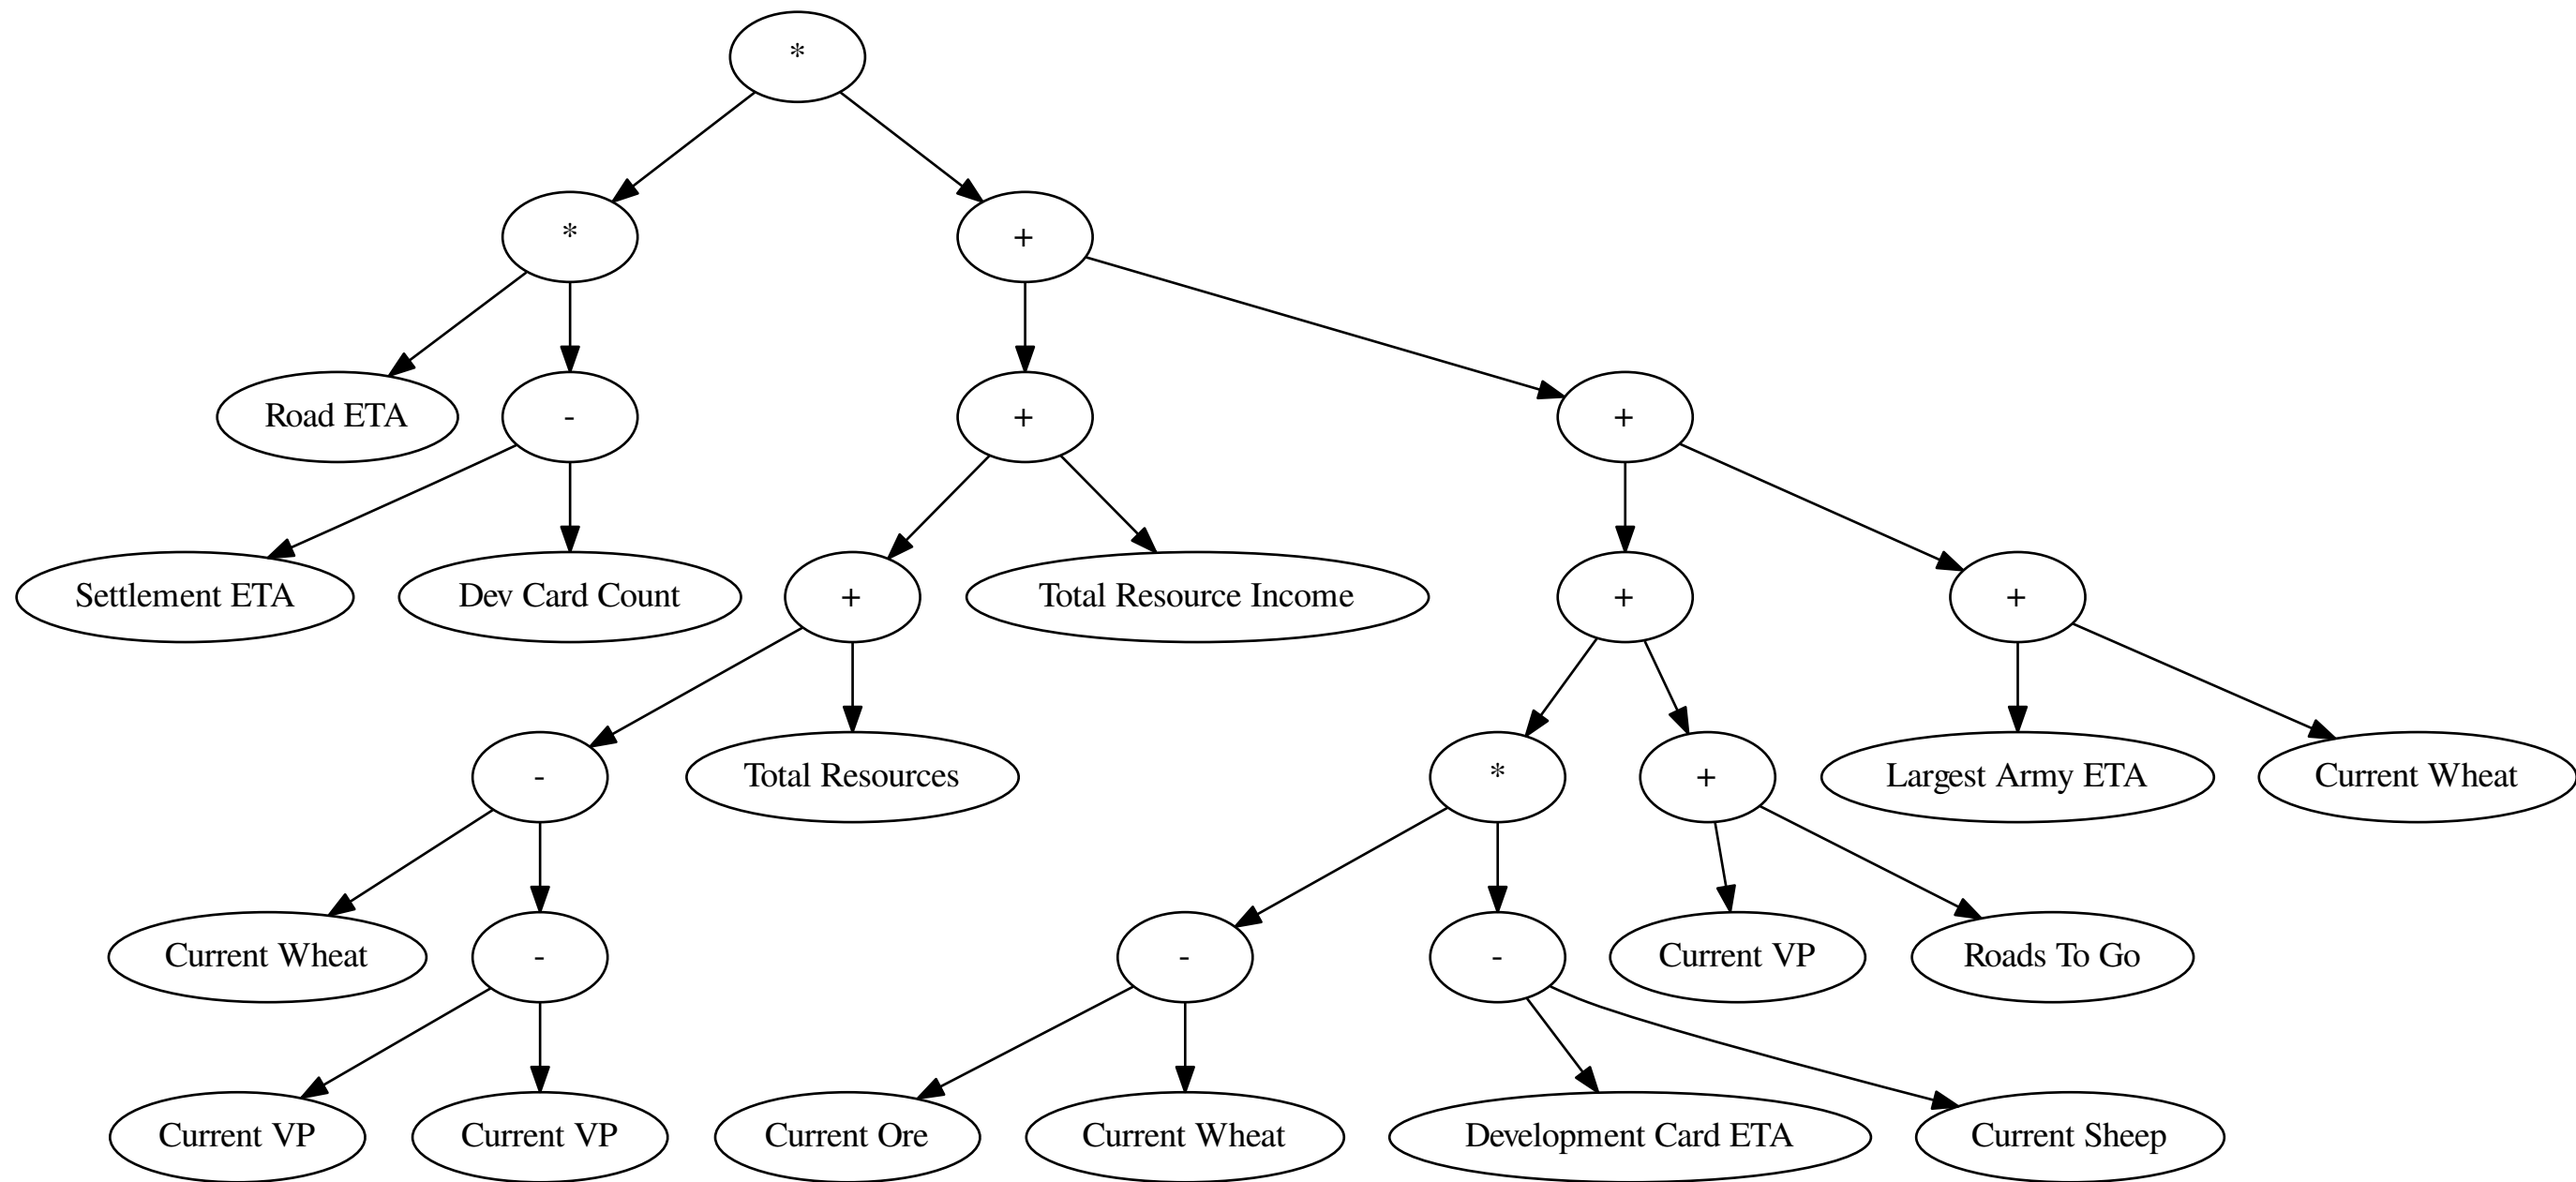 *
*
+
Road ETA
-
+
+
Settlement ETA
Dev Card Count
+
Total Resource Income
+
+
-
Total Resources
*
+
Largest Army ETA
Current Wheat
Current Wheat
-
-
-
Current VP
Roads To Go
Current VP
Current VP
Current Ore
Current Wheat
Development Card ETA
Current Sheep